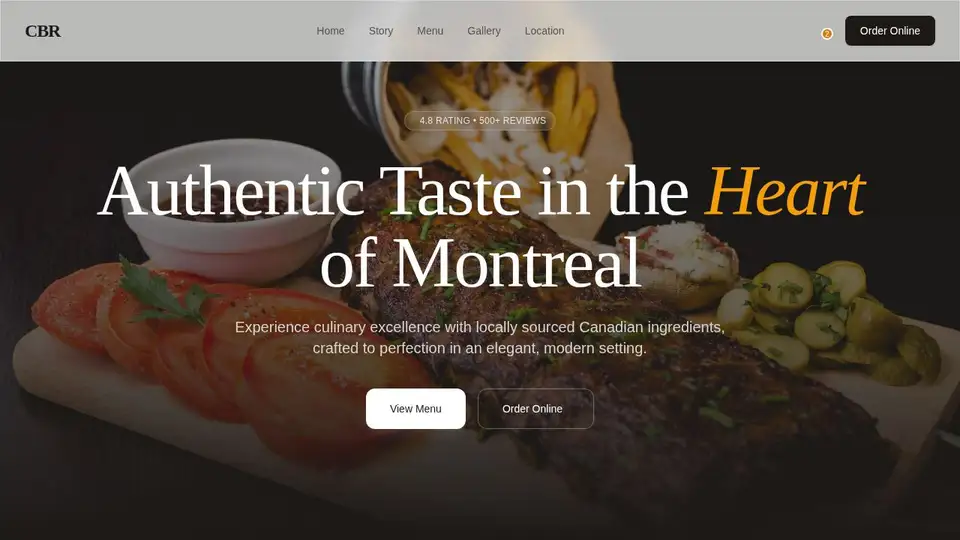 CBR
Home
Story
Menu
Gallery
Location
2
Order Online
4.8 RATING • 500+ REVIEWS
Authentic Taste in the Heart
of Montreal
Experience culinary excellence with locally sourced Canadian ingredients,
crafted to perfection in an elegant, modern setting.
View Menu
Order Online